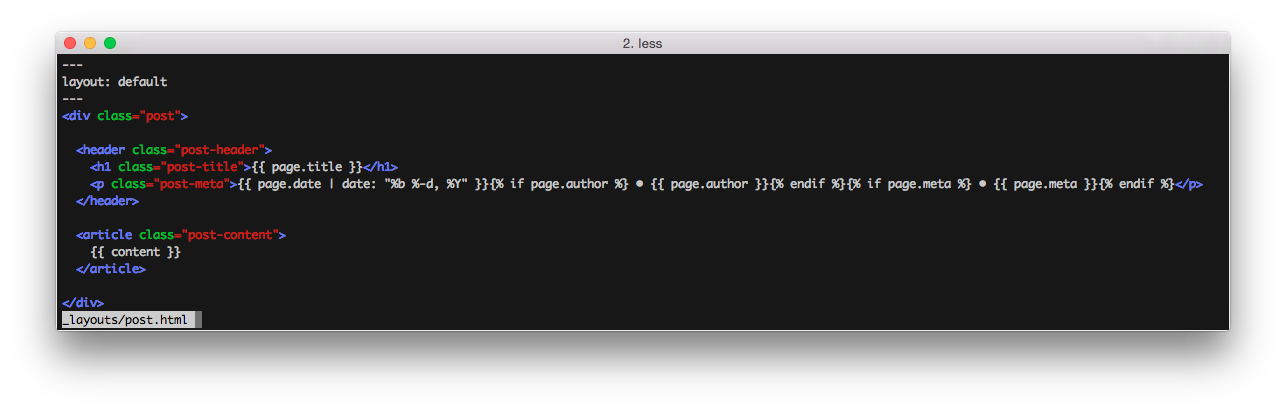 2. less
---
layout: default
---
<div class="post">

  <header class="post-header">
    <h1 class="post-title">{{ page.title }}</h1>
    <p class="post-meta">{{ page.date | date: "%b %-d, %Y" }}{% if page.author %} • {{ page.author }}{% endif %}{% if page.meta %} • {{ page.meta }}{% endif %}</p>
  </header>

  <article class="post-content">
    {{ content }}
  </article>

</div>
_layouts/post.html